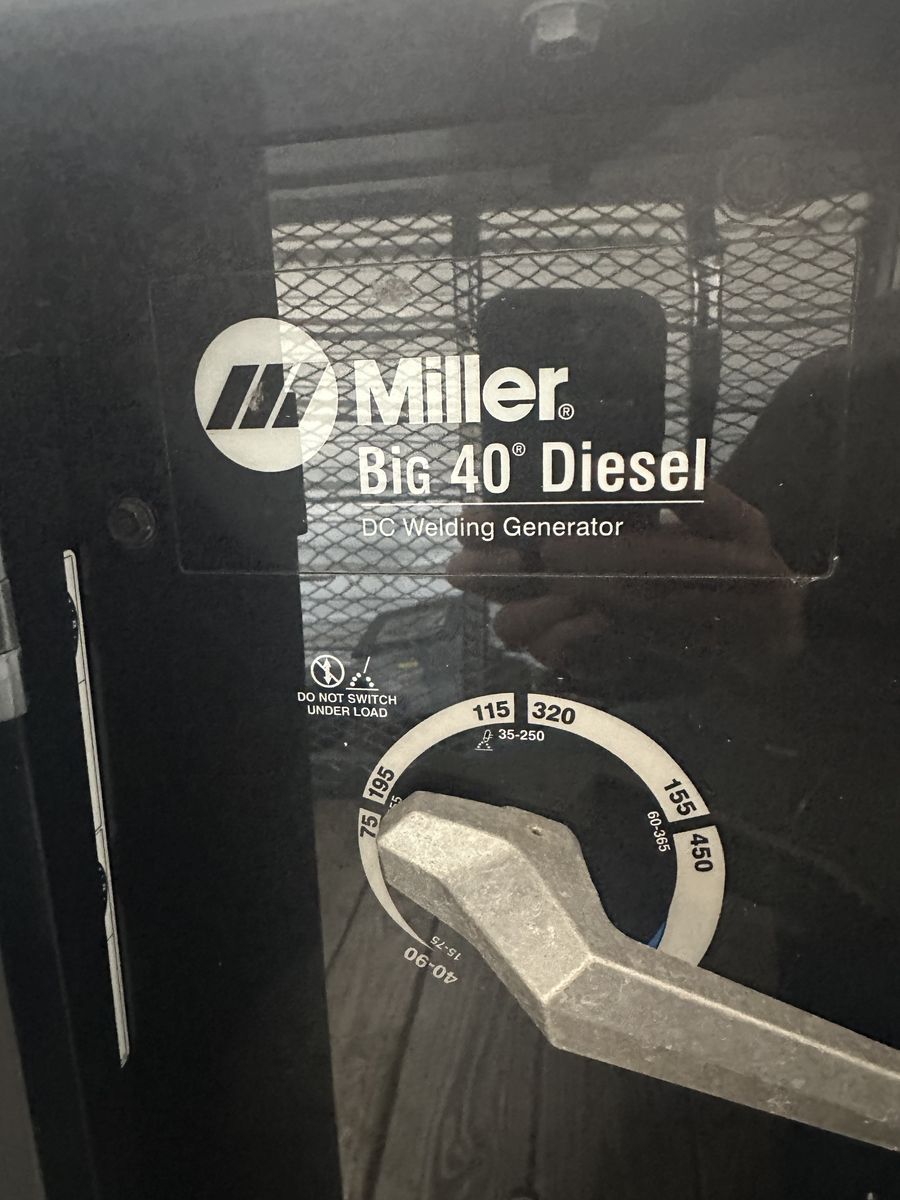 Miller®
Big 40® Diesel
DC Welding Generator
DO NOT SWITCH
UNDER LOAD
115 320
35-250
195
155
75
60-365
450
15-75
40-90